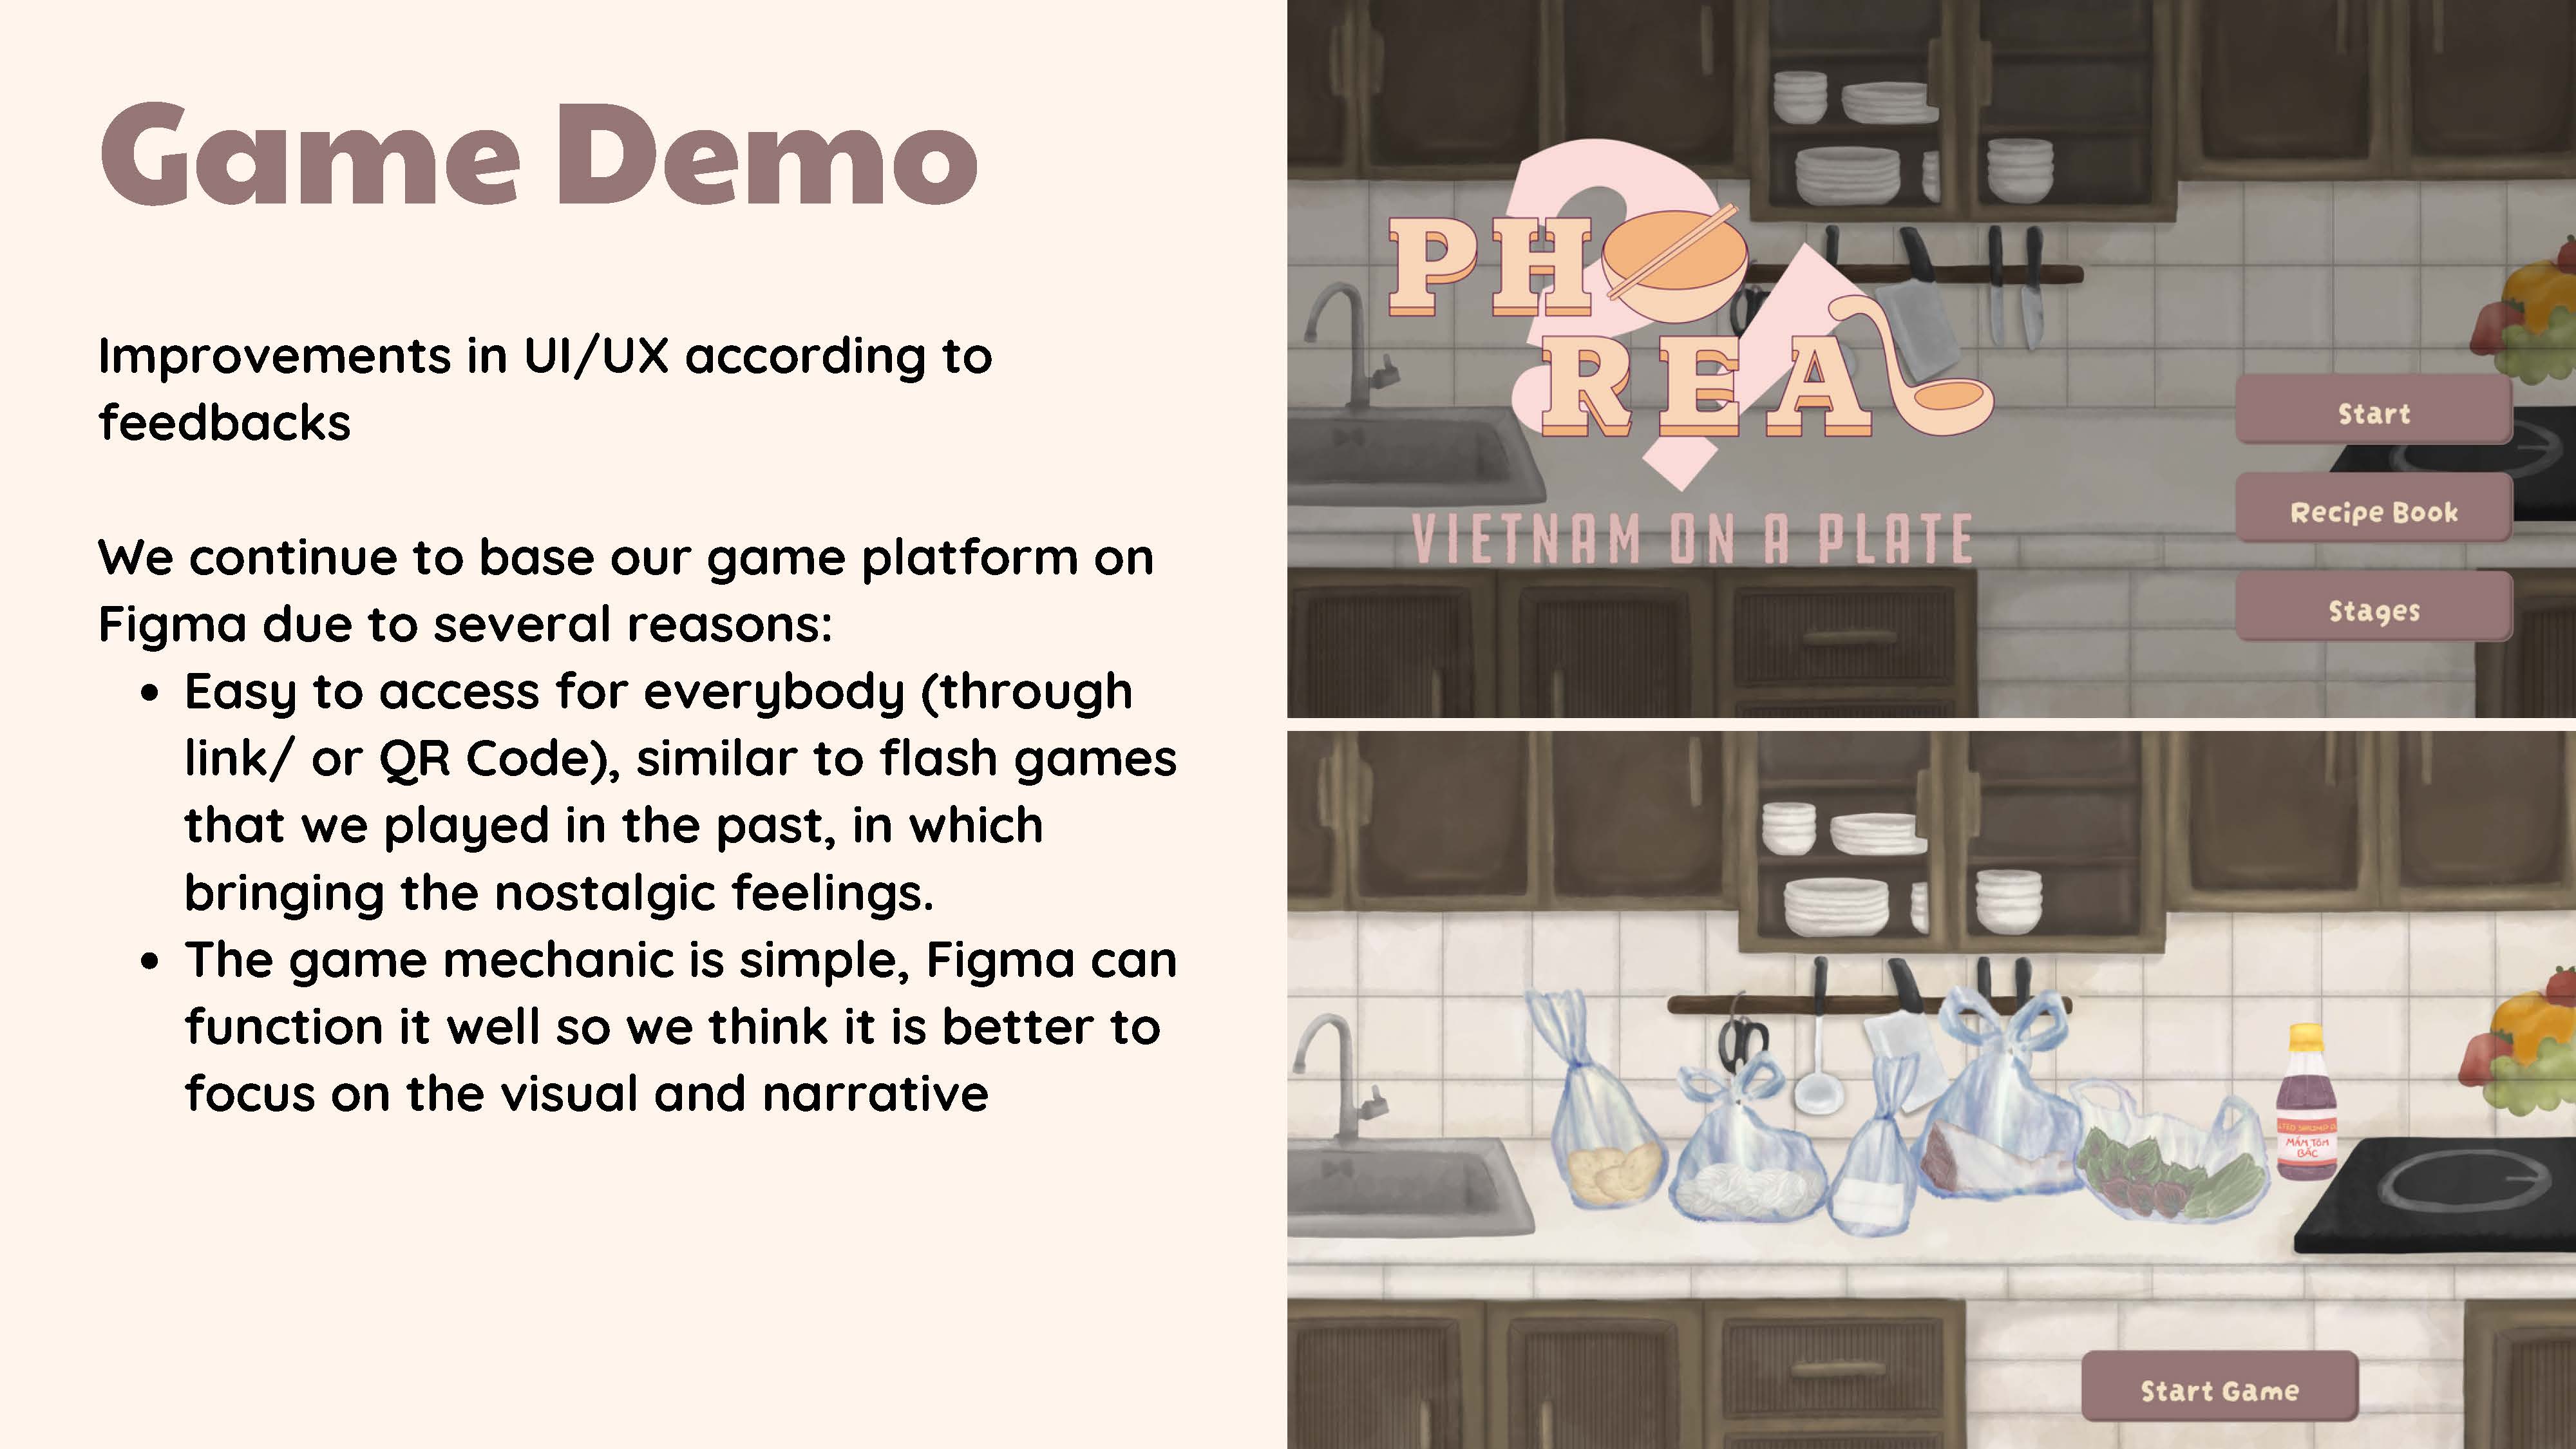 Game Demo
Improvements in UI/UX according to
feedbacks
We continue to base our game platform on
Figma due to several reasons:
• Easy to access for everybody (through
link/ or QR Code), similar to flash games
that we played in the past, in which
bringing the nostalgic feelings.
• The game mechanic is simple, Figma can
function it well so we think it is better to
focus on the visual and narrative
?
PHO
REAL
VIETNAM ON A PLATE
Start
Recipe Book
Stages
MẮM TÔM
BẮC
Start Game